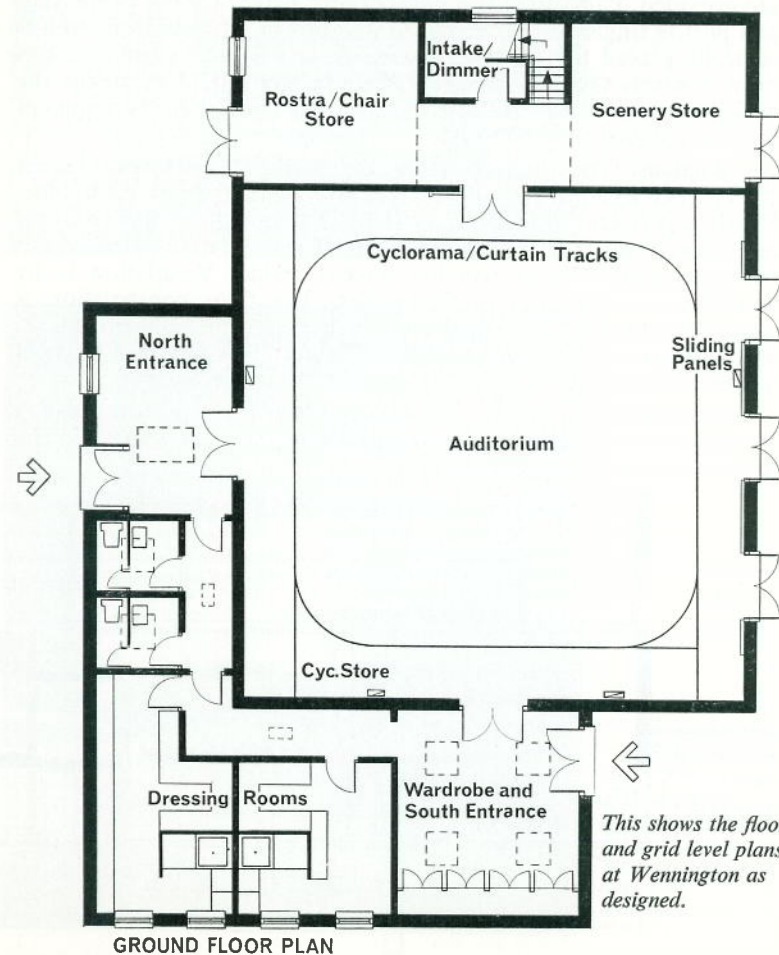 Intake/
Dimmer
Rostra/Chair
Store
Scenery Store
Cyclorama/Curtain Tracks
North
Entrance
Sliding
Panels
Auditorium
Cyc.Store
Dressing Rooms
Wardrobe and
South Entrance
This shows the floor
and grid level plans
at Wennington as
designed.
GROUND FLOOR PLAN